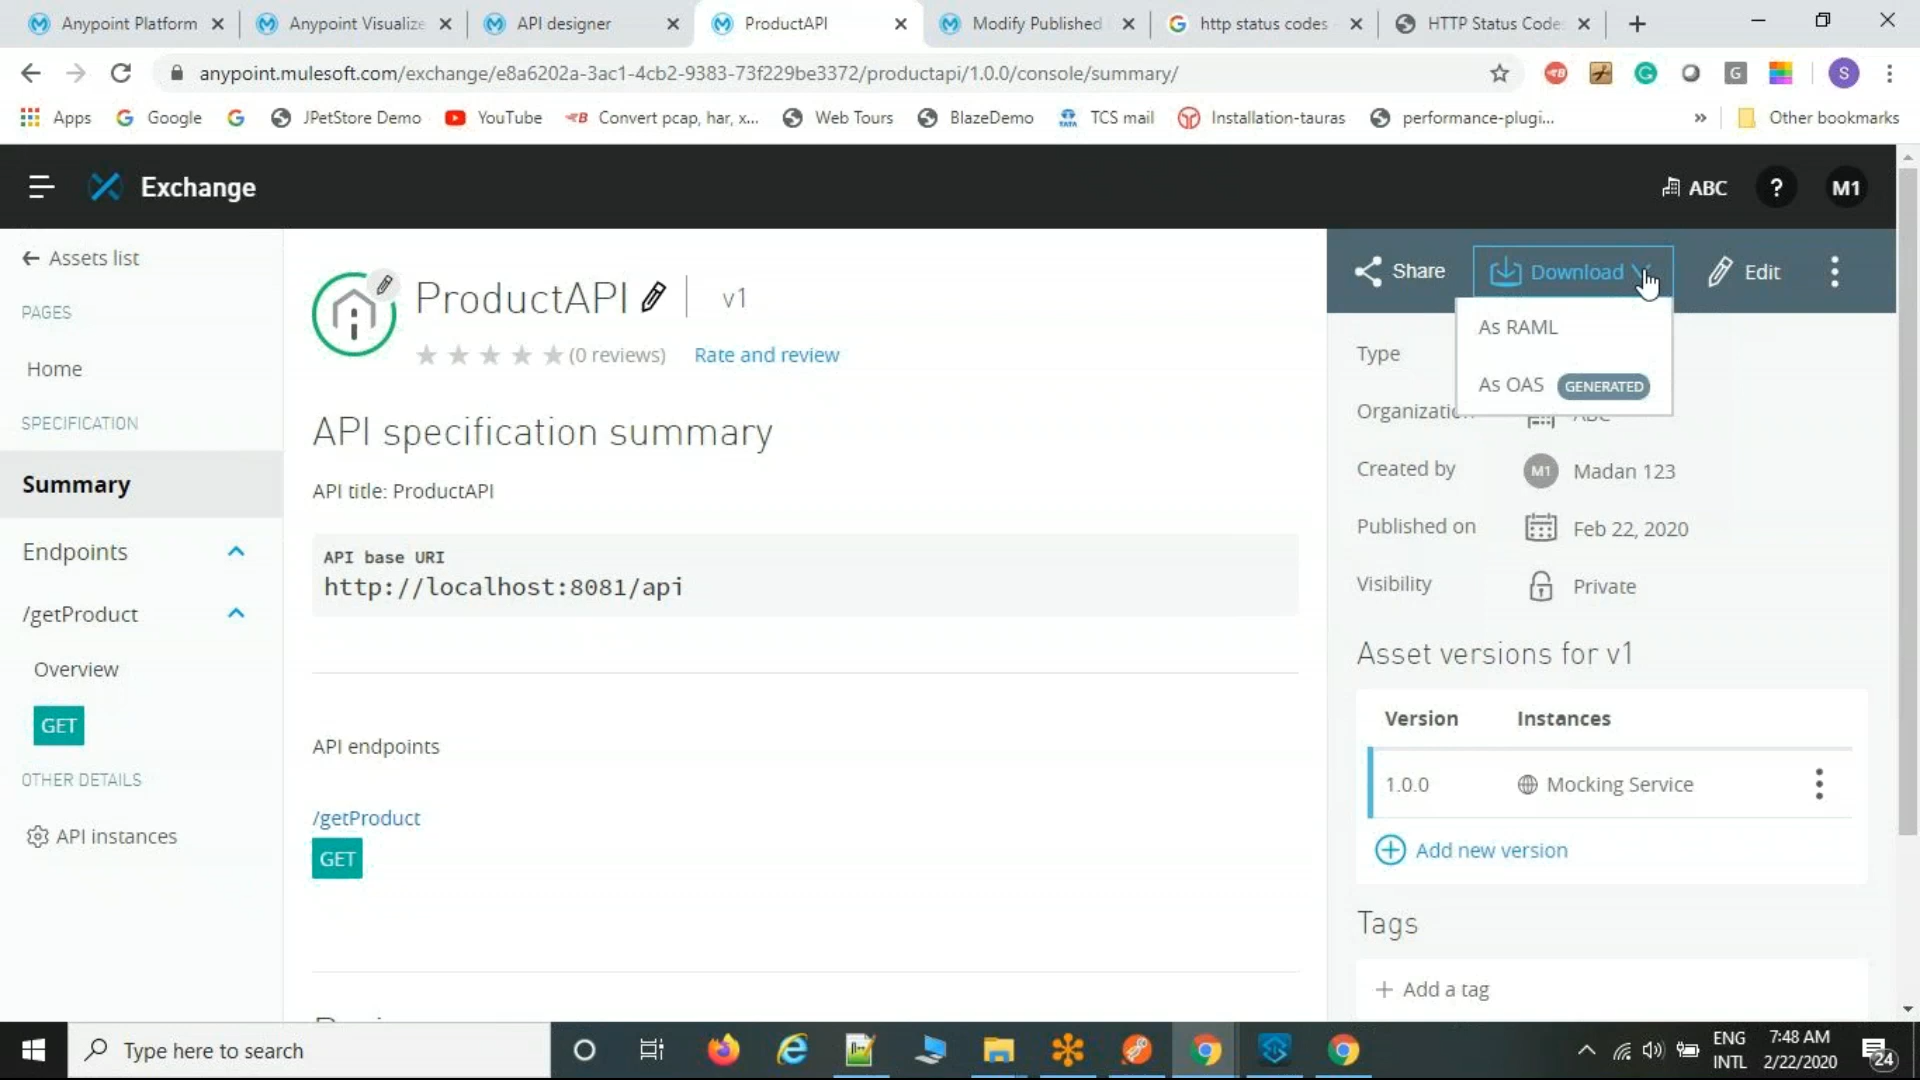 Anypoint Platform
Anypoint Visualize
API designer
ProductAPI
Modify Published
http status codes
HTTP Status Code
anypoint.mulesoft.com/exchange/e8a6202a-3ac1-4cb2-9383-73f229be3372/productapi/1.0.0/console/summary/
S
Apps
Google
JPetStore Demo
YouTube
Convert pcap, har, x...
Web Tours
BlazeDemo
TCS mail
Installation-tauras
performance-plugi...
»
Other bookmarks
Exchange
ABC
?
M1
Assets list
Share
Download
Edit
PAGES
ProductAPI
v1
As RAML
(0 reviews)
Rate and review
Type
Home
As OAS
GENERATED
SPECIFICATION
API specification summary
Summary
API title: ProductAPI
Created by
M1
Madan 123
Published on
Feb 22, 2020
Endpoints
API base URI
http://localhost:8081/api
Visibility
Private
/getProduct
Asset versions for v1
Overview
GET
Version
Instances
API endpoints
OTHER DETAILS
1.0.0
Mocking Service
/getProduct
API instances
GET
Add new version
Tags
+ Add a tag
Type here to search
ENG
INTL
7:48 AM
2/22/2020
24